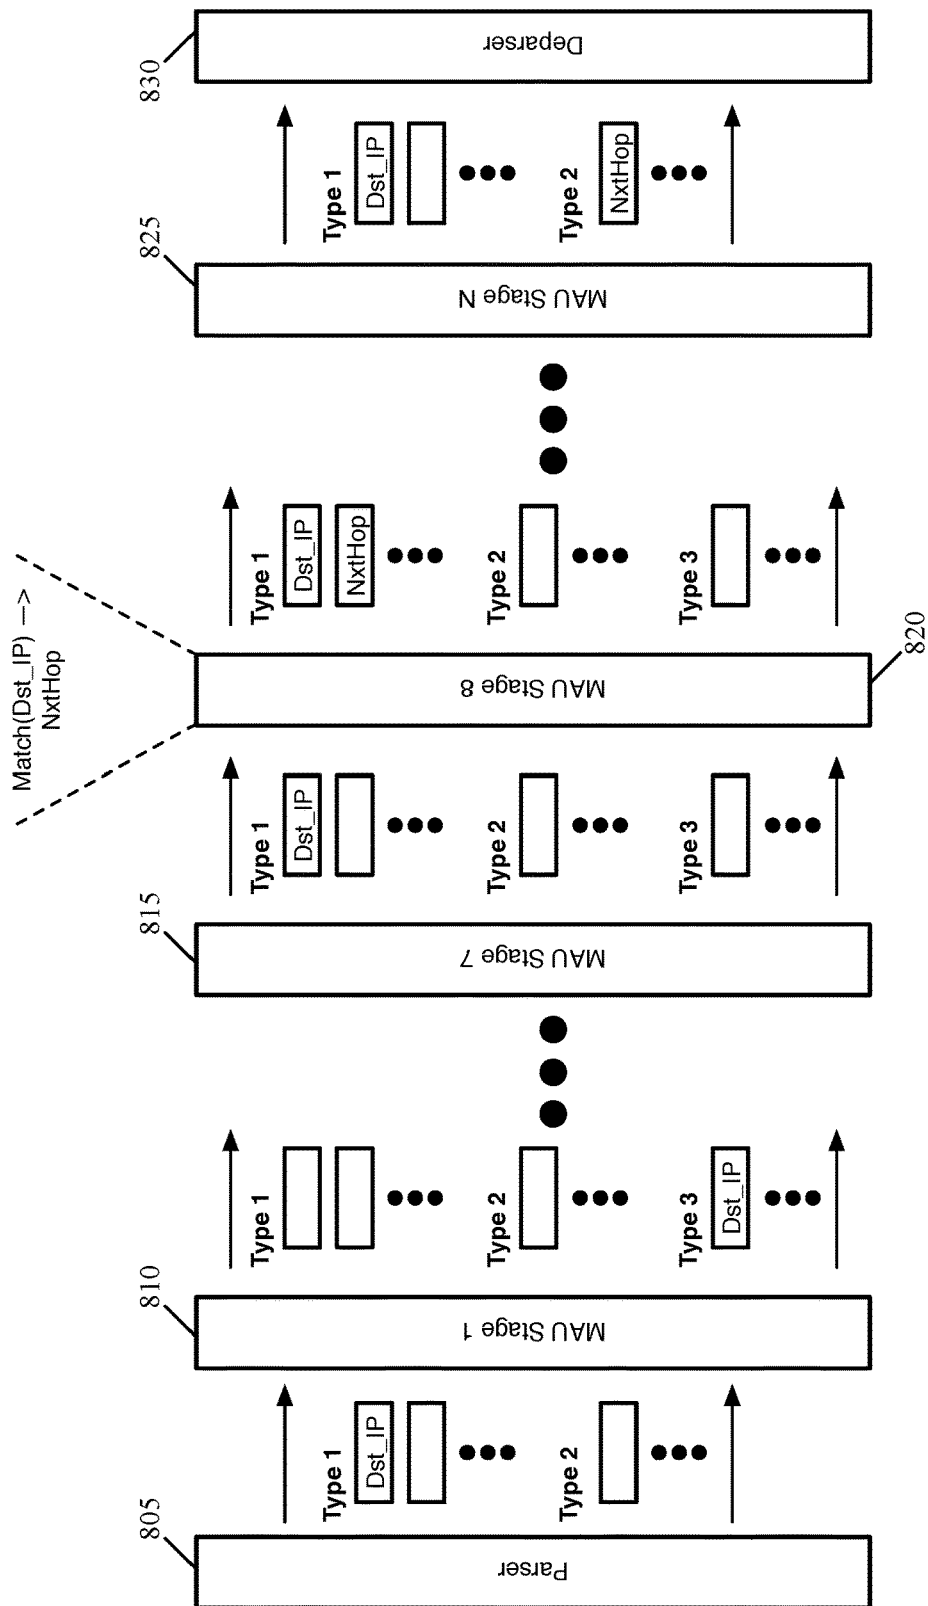 805
Parser
Type 1
Dst_IP
Type 2
810
MAU Stage 1
Type 1
Type 2
Type 3
Dst_IP
815
MAU Stage 7
Type 1
Dst_IP
Type 2
Type 3
Match(Dst_IP) —>
NxtHop
MAU Stage 8
820
Type 1
Dst_IP
NxtHop
Type 2
Type 3
825
MAU Stage N
Type 1
Dst_IP
Type 2
NxtHop
830
Deparser